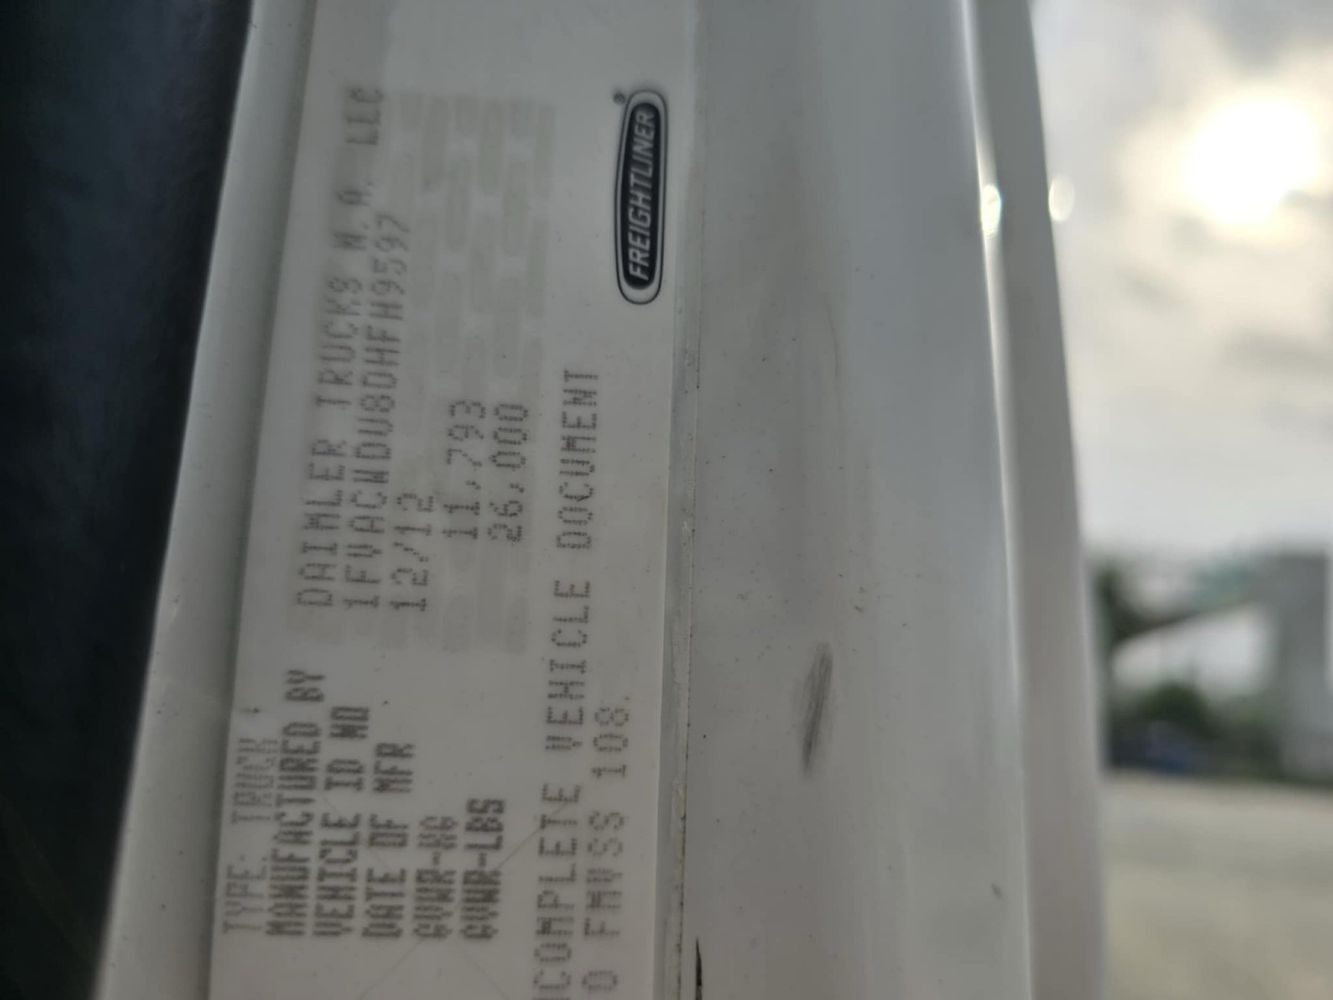 FREIGHTLINER
TYPE: TRUCK
MANUFACTURED BY DAIMLER TRUCKS N.A. LLC
VEHICLE ID NO 1FVACWDU8DHFH9597
DATE OF MFR 12/12
GVWR-KG 11,793
GVWR-LBS 26,000
COMPLETE VEHICLE DOCUMENT
FMVSS 108.